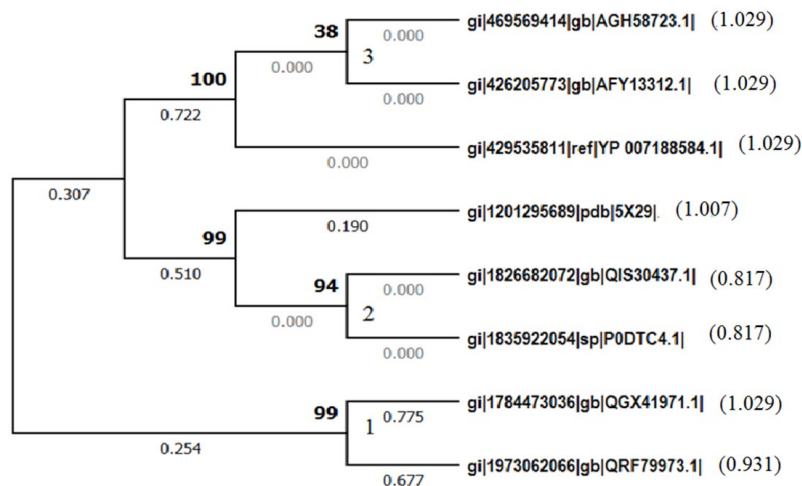 38 0.000 gi|469569414|gb|AGH58723.1| (1.029)
0.000 3
100 0.000 gi|426205773|gb|AFY13312.1| (1.029)
0.722
0.000 gi|429535811|ref|YP 007188584.1| (1.029)
0.307
99 0.190 gi|1201295689|pdb|5X29|. (1.007)
0.510
94 0.000 gi|1826682072|gb|QIS30437.1| (0.817)
0.000 2
0.000 gi|1835922054|sp|P0DTC4.1| (0.817)
99 0.775 gi|1784473036|gb|QGX41971.1| (1.029)
0.254 1
0.677 gi|1973062066|gb|QRF79973.1| (0.931)